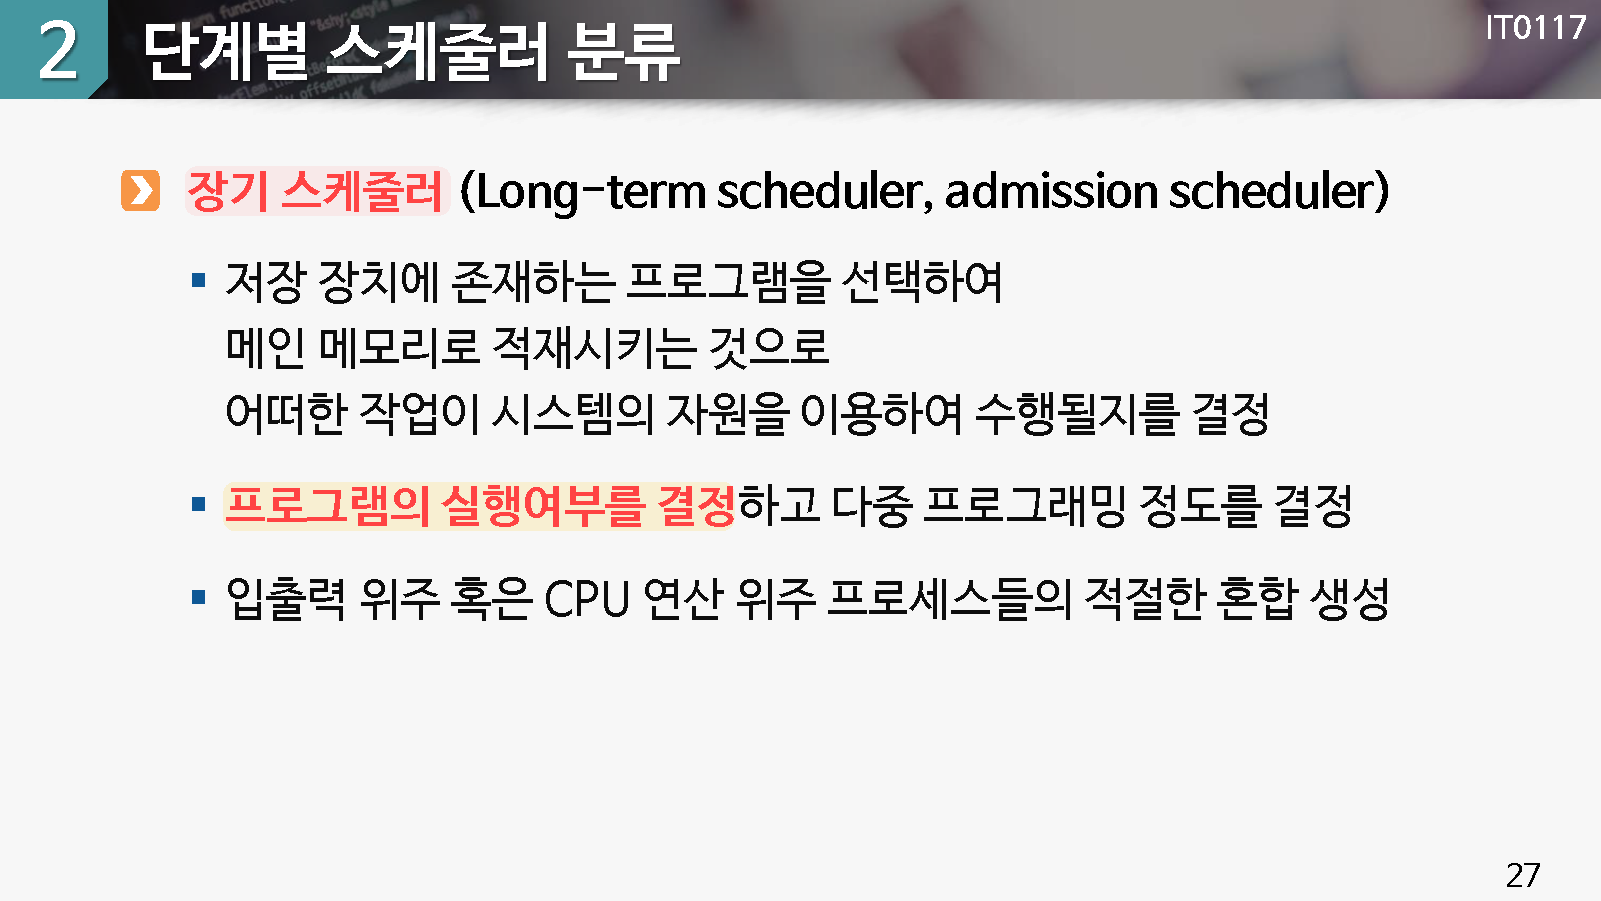 2 단계별 스케줄러 분류
IT0117
장기 스케줄러 (Long-term scheduler, admission scheduler)
저장 장치에 존재하는 프로그램을 선택하여
메인 메모리로 적재시키는 것으로
어떠한 작업이 시스템의 자원을 이용하여 수행될지를 결정
프로그램의 실행여부를 결정하고 다중 프로그래밍 정도를 결정
입출력 위주 혹은 CPU 연산 위주 프로세스들의 적절한 혼합 생성
27